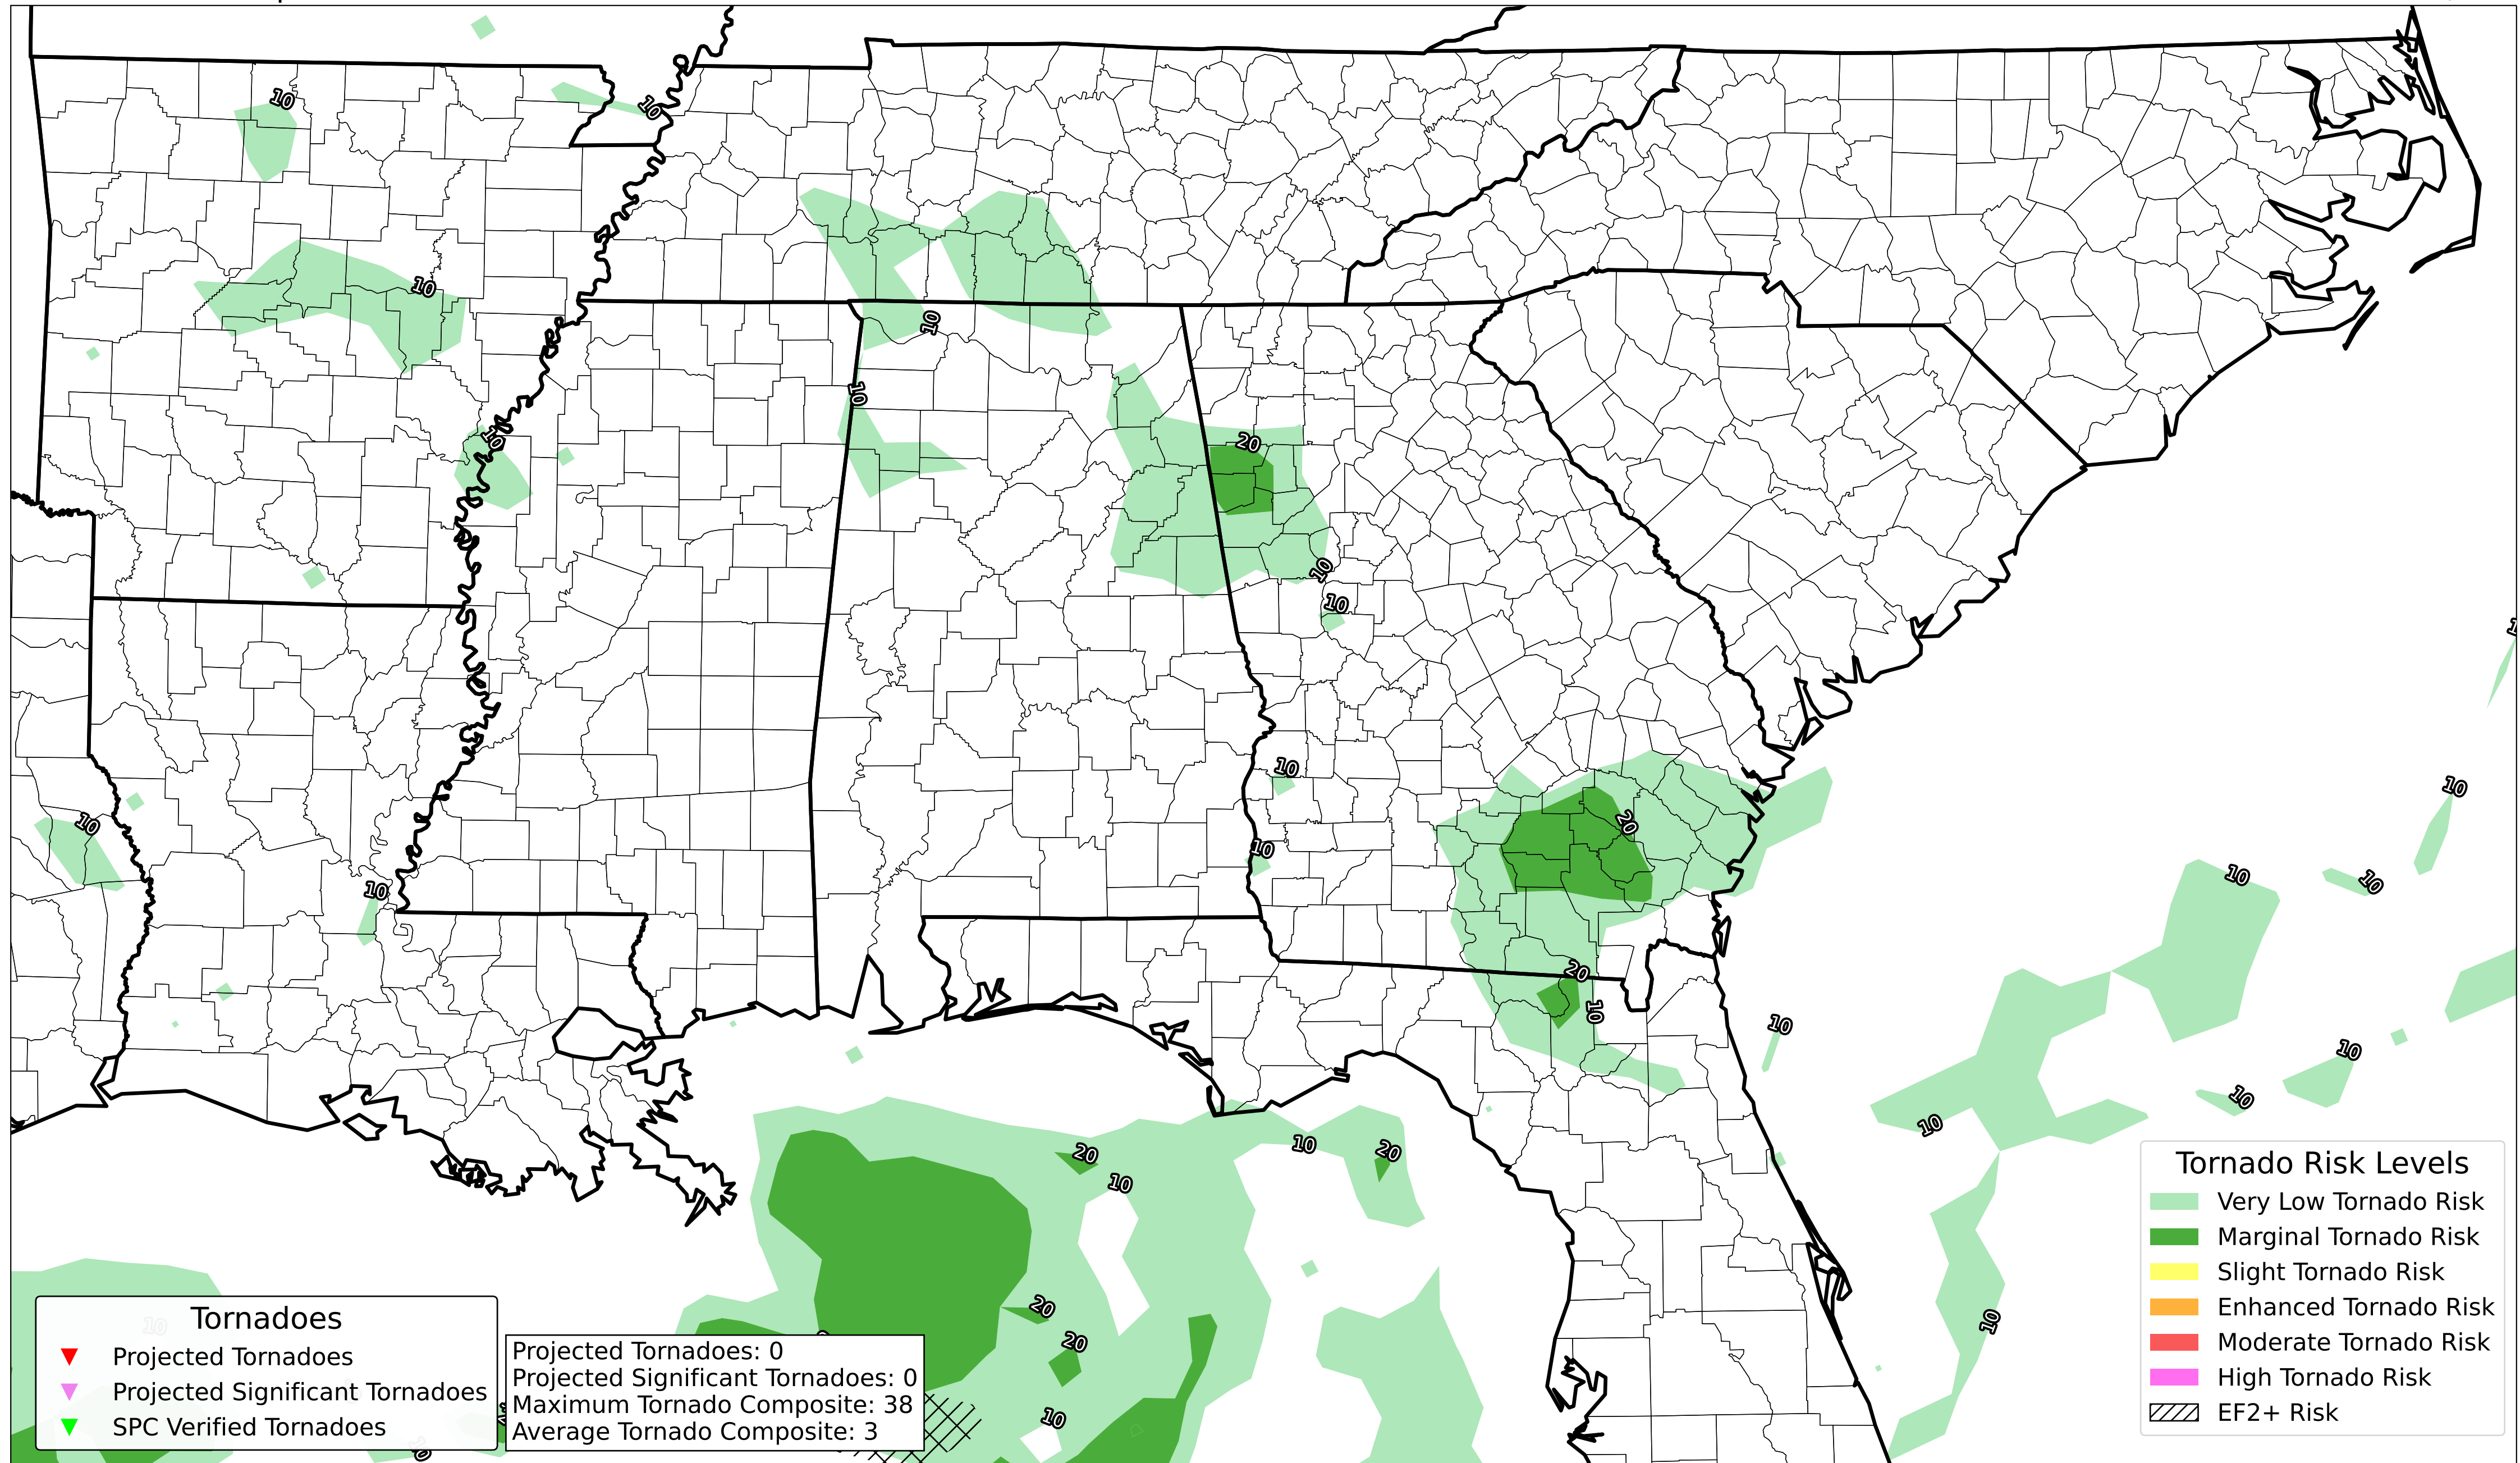 10
10
10
10
10
20
10
10
10
10
10
10
10
20
10
10
10
10
20
10
10
10
10
10
20
10
20
10
20
20
10
10
Tornado Risk Levels
Very Low Tornado Risk
Marginal Tornado Risk
Slight Tornado Risk
Enhanced Tornado Risk
Moderate Tornado Risk
High Tornado Risk
EF2+ Risk
10
Tornadoes
Projected Tornadoes
Projected Significant Tornadoes
SPC Verified Tornadoes
Projected Tornadoes: 0
Projected Significant Tornadoes: 0
Maximum Tornado Composite: 38
Average Tornado Composite: 3